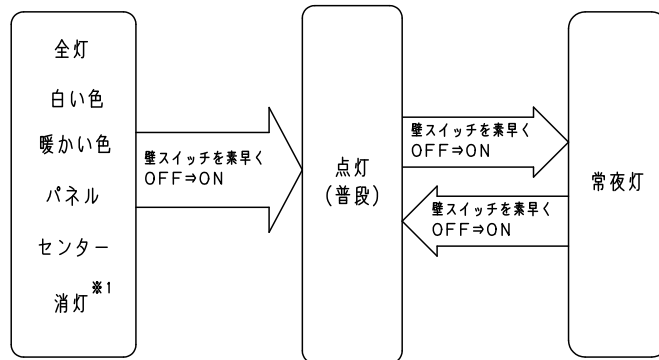 全灯
白い色
暖かい色
パネル
センター
消灯※1
壁スイッチを素早く
OFF⇒ON
点灯
(普段)
壁スイッチを素早く
OFF⇒ON
壁スイッチを素早く
OFF⇒ON
常夜灯